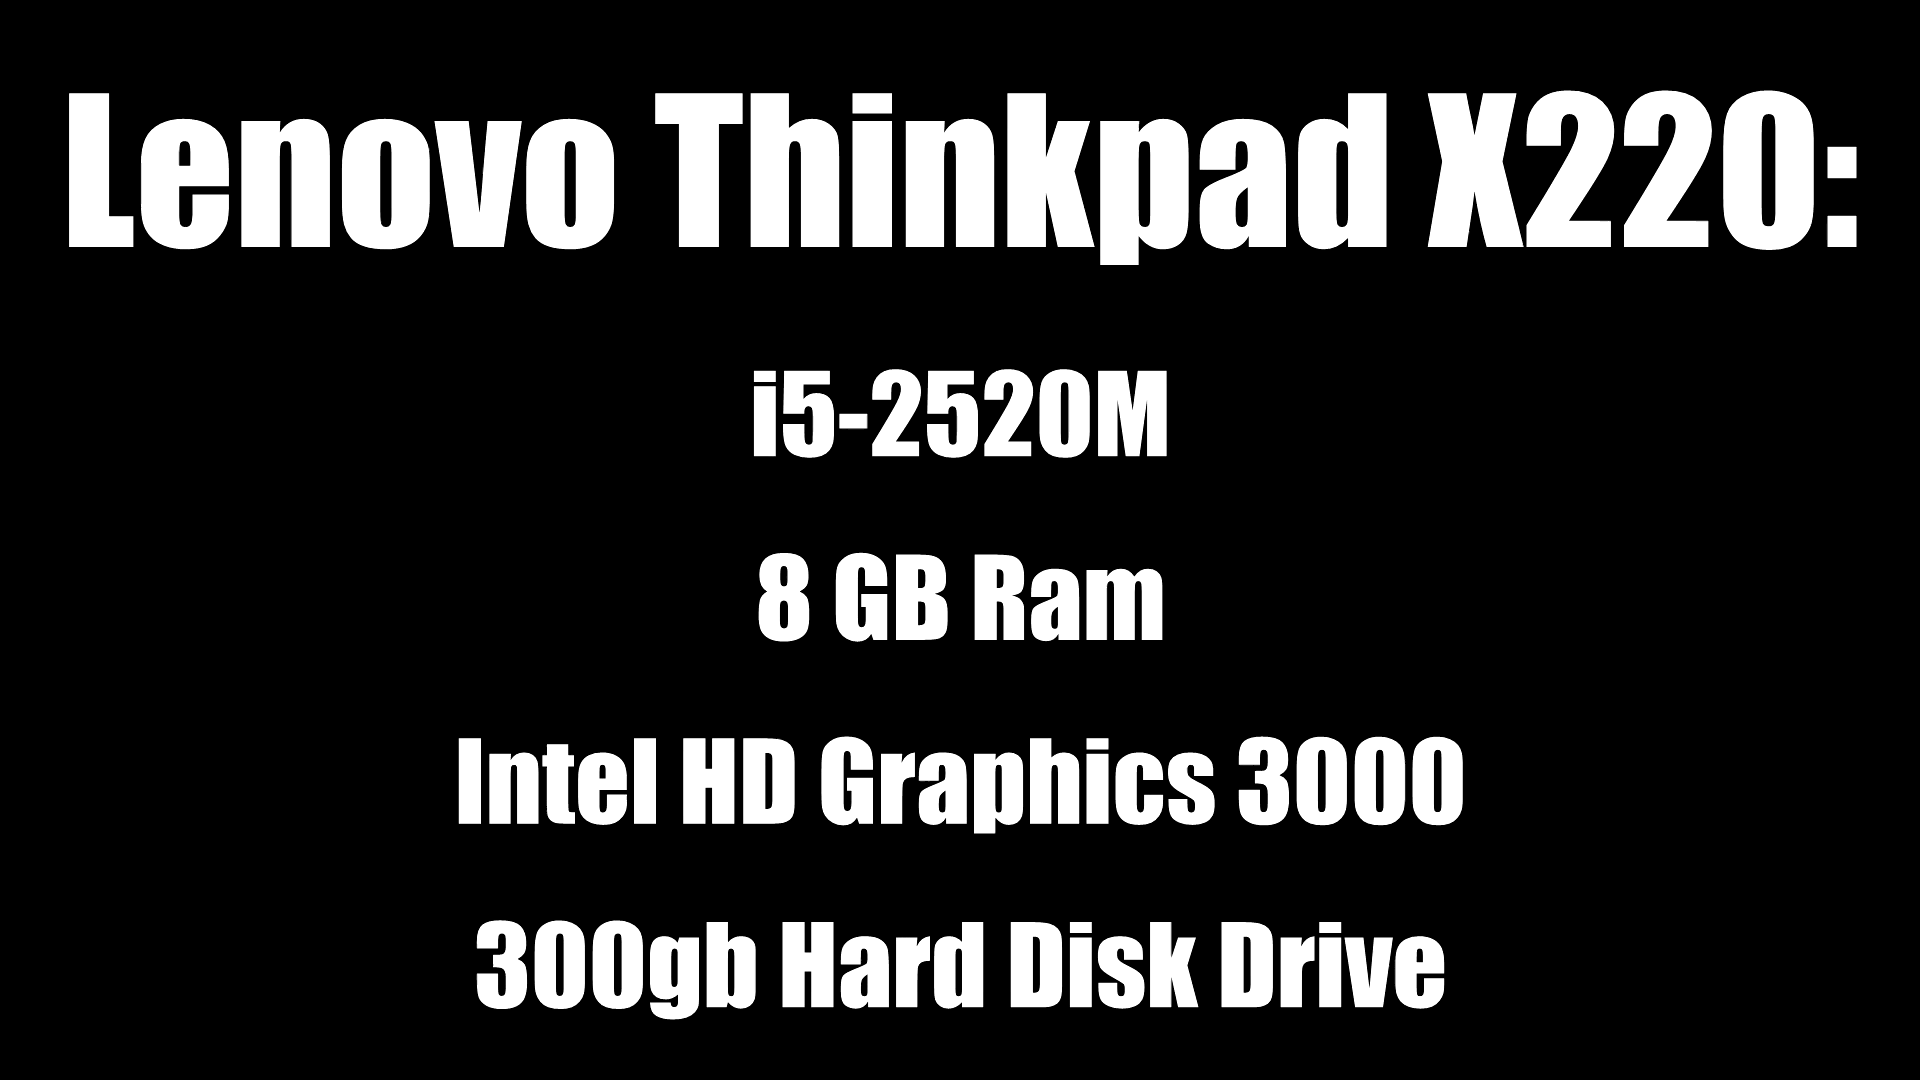 Lenovo Thinkpad X220:
i5-2520M
8 GB Ram
Intel HD Graphics 3000
300gb Hard Disk Drive